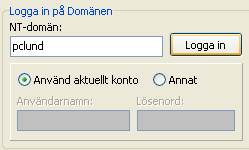 Logga in på Domänen
NT-domän:
pclund
Logga in
Använd aktuellt konto
Annat
Användarnamn:
Lösenord: